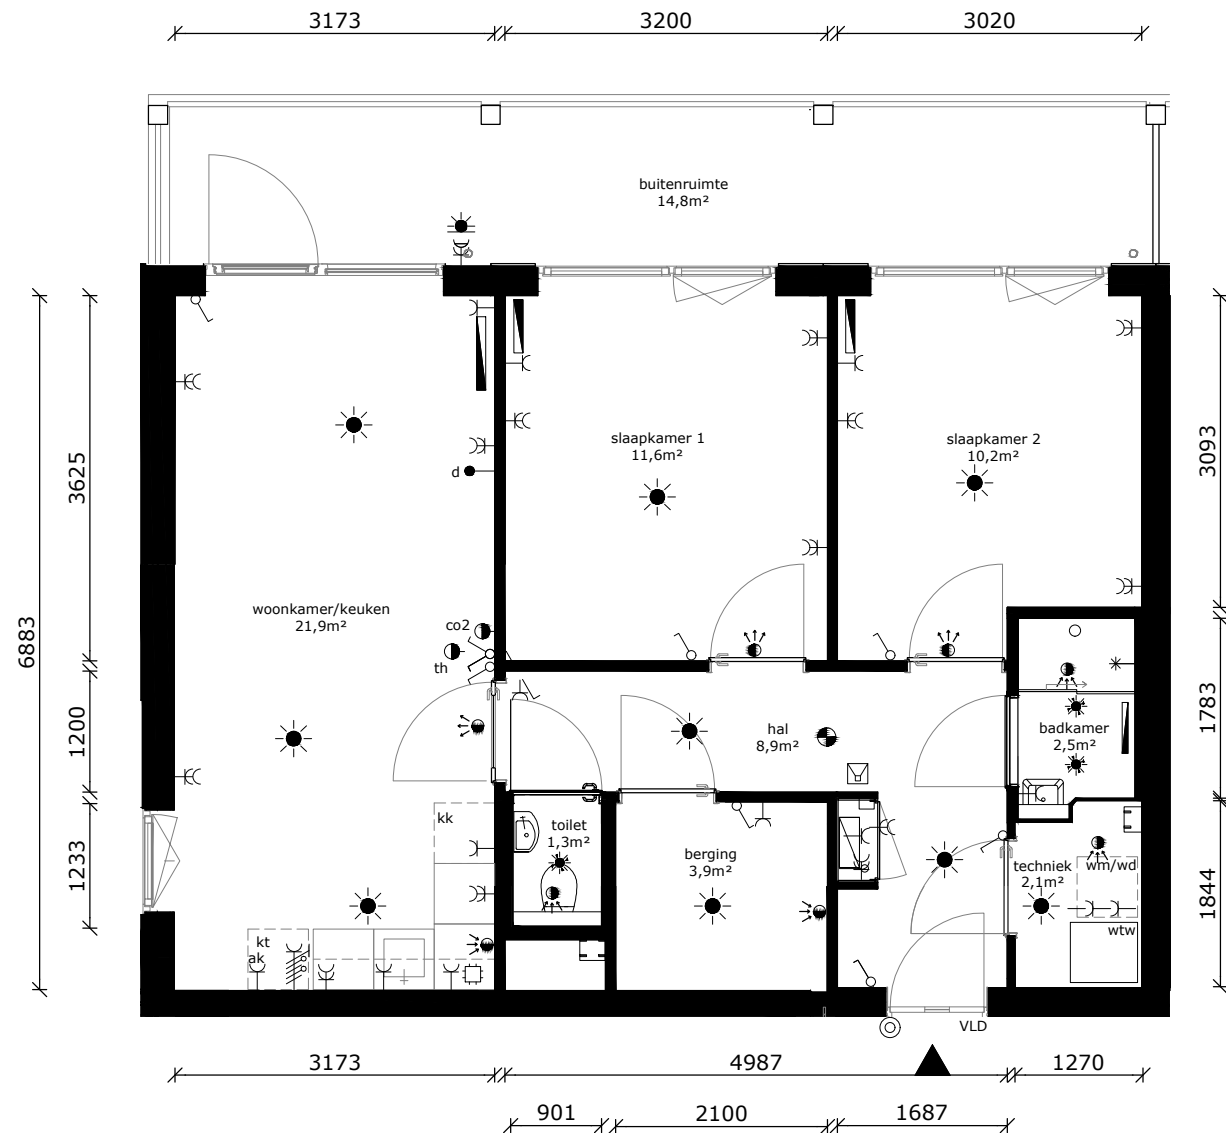 3173
3200
3020
buitenruimte
14,8m²
slaapkamer 1
11,6m²
slaapkamer 2
10,2m²
3625
3093
d
woonkamer/keuken
21,9m²
co2
th
6883
hal
8,9m²
badkamer
2,5m²
1200
1783
kk
toilet
1,3m²
berging
3,9m²
techniek
2,1m²
wm/wd
wtw
1233
1844
kt
ak
VLD
3173
4987
1270
901
2100
1687